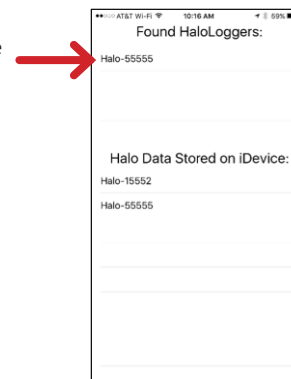 AT&T Wi-Fi 10:16 AM 69%
Found HaloLoggers:
e
Halo-55555
Halo Data Stored on iDevice:
Halo-15552
Halo-55555